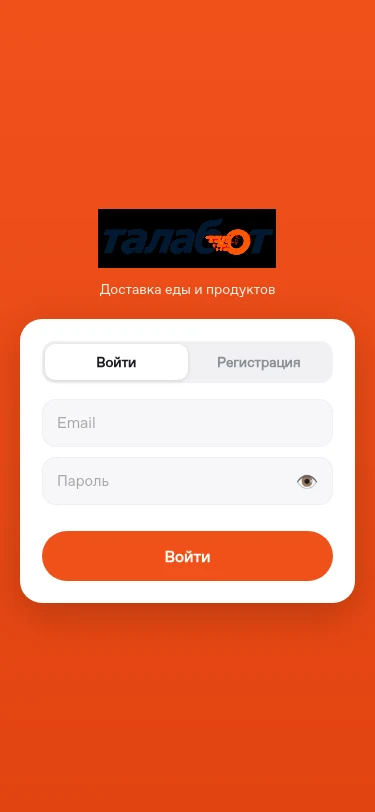 талабот
Доставка еды и продуктов
Войти
Регистрация
Email
Пароль
Войти